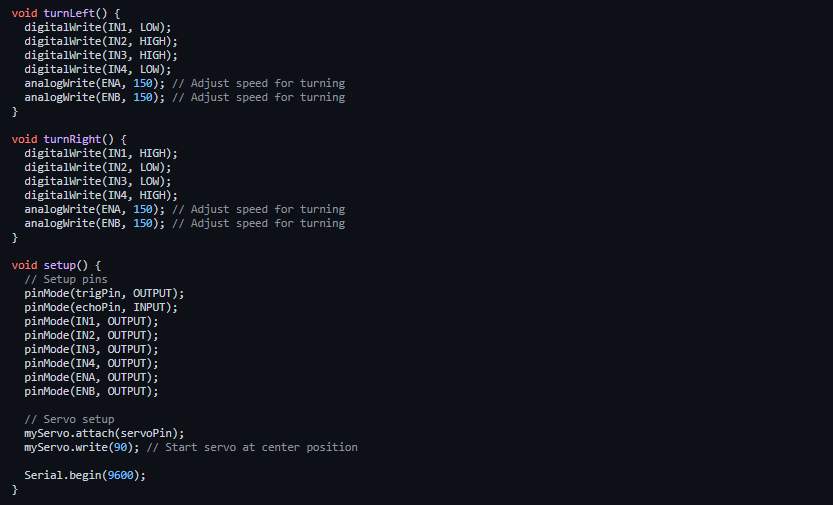 void turnLeft() {
  digitalWrite(IN1, LOW);
  digitalWrite(IN2, HIGH);
  digitalWrite(IN3, HIGH);
  digitalWrite(IN4, LOW);
  analogWrite(ENA, 150); // Adjust speed for turning
  analogWrite(ENB, 150); // Adjust speed for turning
}

void turnRight() {
  digitalWrite(IN1, HIGH);
  digitalWrite(IN2, LOW);
  digitalWrite(IN3, LOW);
  digitalWrite(IN4, HIGH);
  analogWrite(ENA, 150); // Adjust speed for turning
  analogWrite(ENB, 150); // Adjust speed for turning
}

void setup() {
  // Setup pins
  pinMode(trigPin, OUTPUT);
  pinMode(echoPin, INPUT);
  pinMode(IN1, OUTPUT);
  pinMode(IN2, OUTPUT);
  pinMode(IN3, OUTPUT);
  pinMode(IN4, OUTPUT);
  pinMode(ENA, OUTPUT);
  pinMode(ENB, OUTPUT);

  // Servo setup
  myServo.attach(servoPin);
  myServo.write(90); // Start servo at center position

  Serial.begin(9600);
}